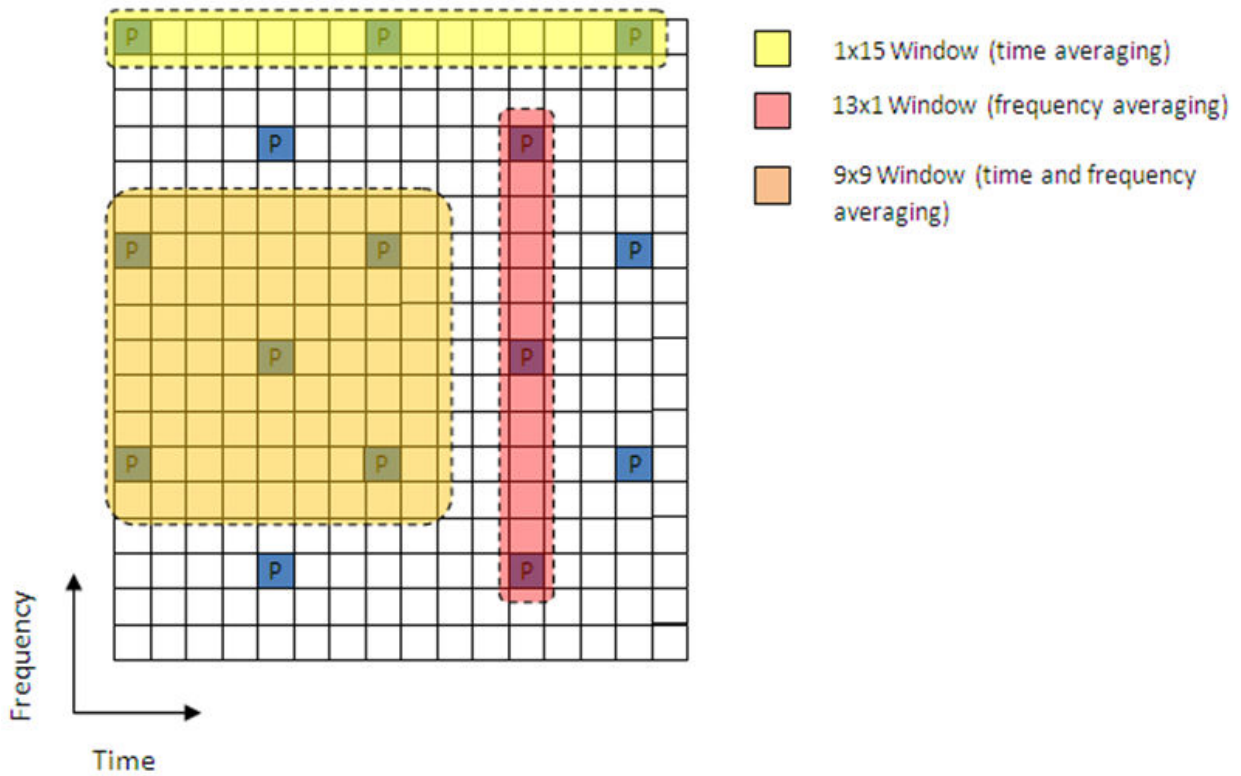 P P P
P P
P P P
P P
P P P
P P
1x15 Window (time averaging)
13x1 Window (frequency averaging)
9x9 Window (time and frequency
averaging)
Frequency
Time